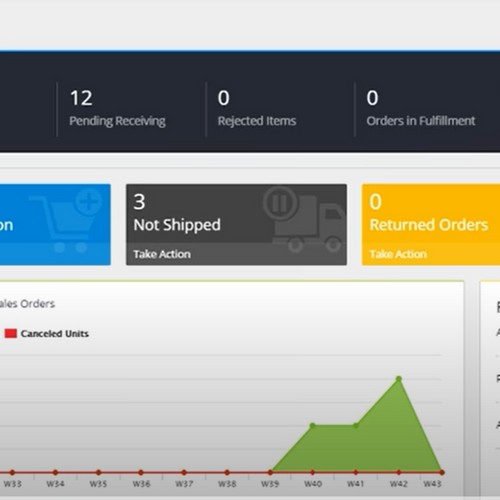 12 0 0
Pending Receiving Rejected Items Orders in Fulfillment
3 0
on Not Shipped Returned Orders
Take Action Take Action
ales Orders
Canceled Units
W33 W34 W35 W36 W37 W38 W39 W40 W41 W42 W43